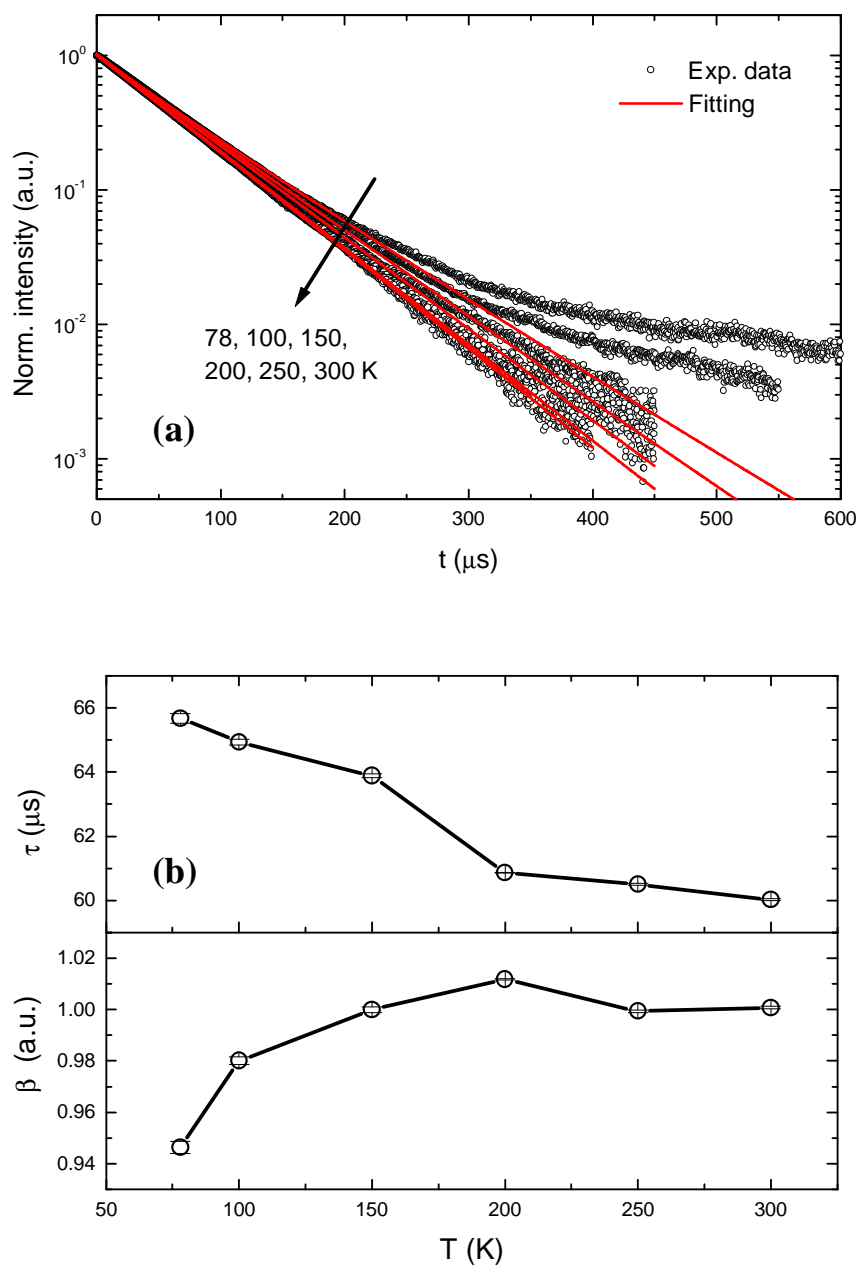 10⁰
10⁻¹
10⁻²
10⁻³
Norm. intensity (a.u.)
Exp. data
Fitting
78, 100, 150,
200, 250, 300 K
(a)
0 100 200 300 400 500 600
t (μs)
66
64
62
60
τ (μs)
(b)
1.02
1.00
0.98
0.96
0.94
β (a.u.)
50 100 150 200 250 300
T (K)